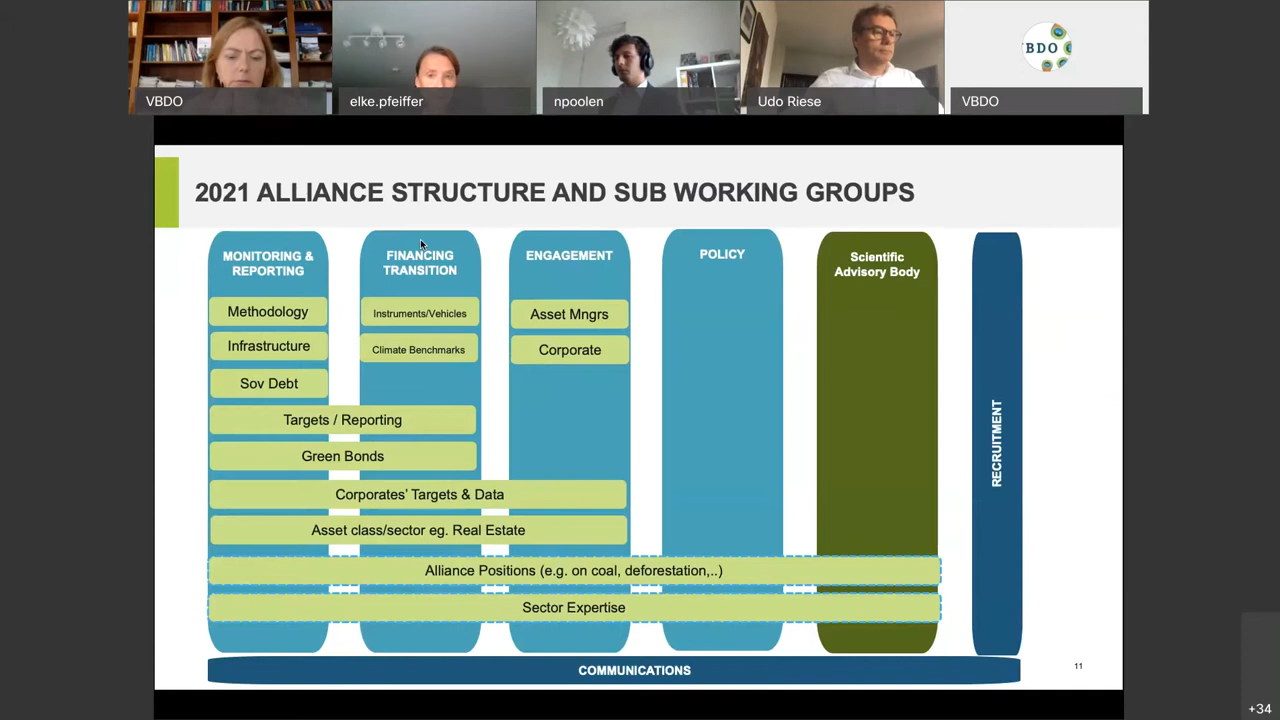 BDO
VBDO
elke.pfeiffer
npoolen
Udo Riese
VBDO
2021 ALLIANCE STRUCTURE AND SUB WORKING GROUPS
MONITORING &
REPORTING
FINANCING
TRANSITION
ENGAGEMENT
POLICY
Scientific
Advisory Body
Methodology
Instruments/Vehicles
Asset Mngrs
Infrastructure
Climate Benchmarks
Corporate
Sov Debt
Targets / Reporting
Green Bonds
Corporates' Targets & Data
Asset class/sector eg. Real Estate
Alliance Positions (e.g. on coal, deforestation,..)
Sector Expertise
RECRUITMENT
COMMUNICATIONS
11
+34